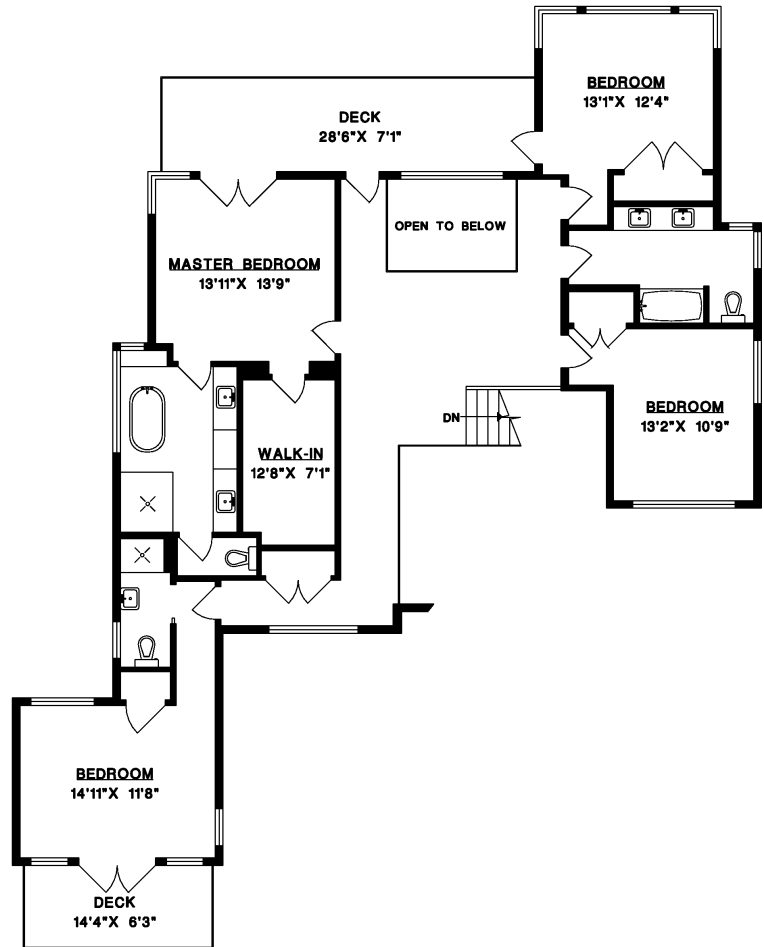 BEDROOM
13'1"X 12'4"
DECK
28'6"X 7'1"
OPEN TO BELOW
MASTER BEDROOM
13'11"X 13'9"
BEDROOM
13'2"X 10'9"
DN
WALK-IN
12'8"X 7'1"
BEDROOM
14'11"X 11'8"
DECK
14'4"X 6'3"